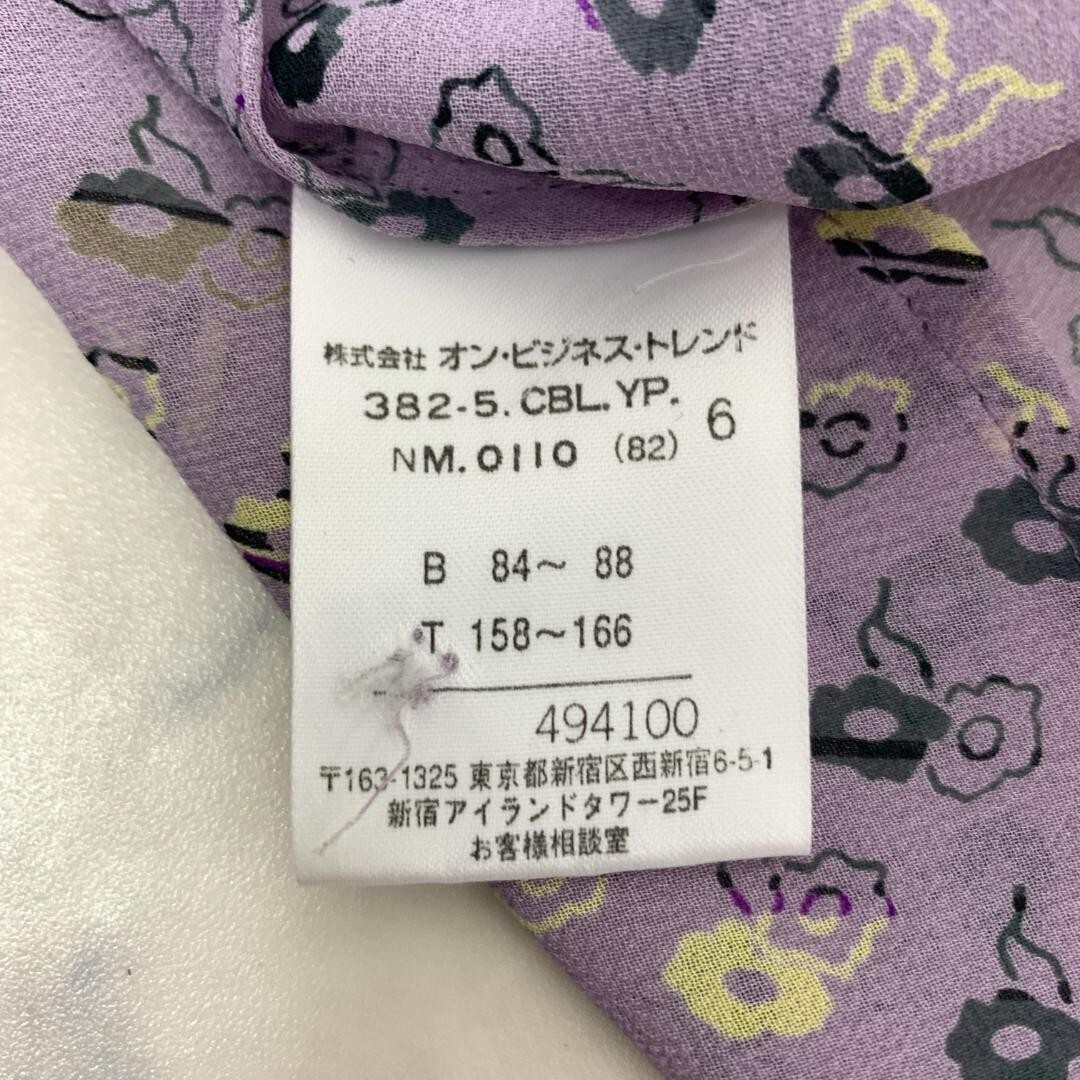 株式会社 オン・ビジネス・トレンド
382-5.CBL.YP. 6
NM.0110 (82)
B 84〜 88
T 158〜166
494100
〒163-1325 東京都新宿区西新宿6-5-1
新宿アイランドタワー25F
お客様相談室